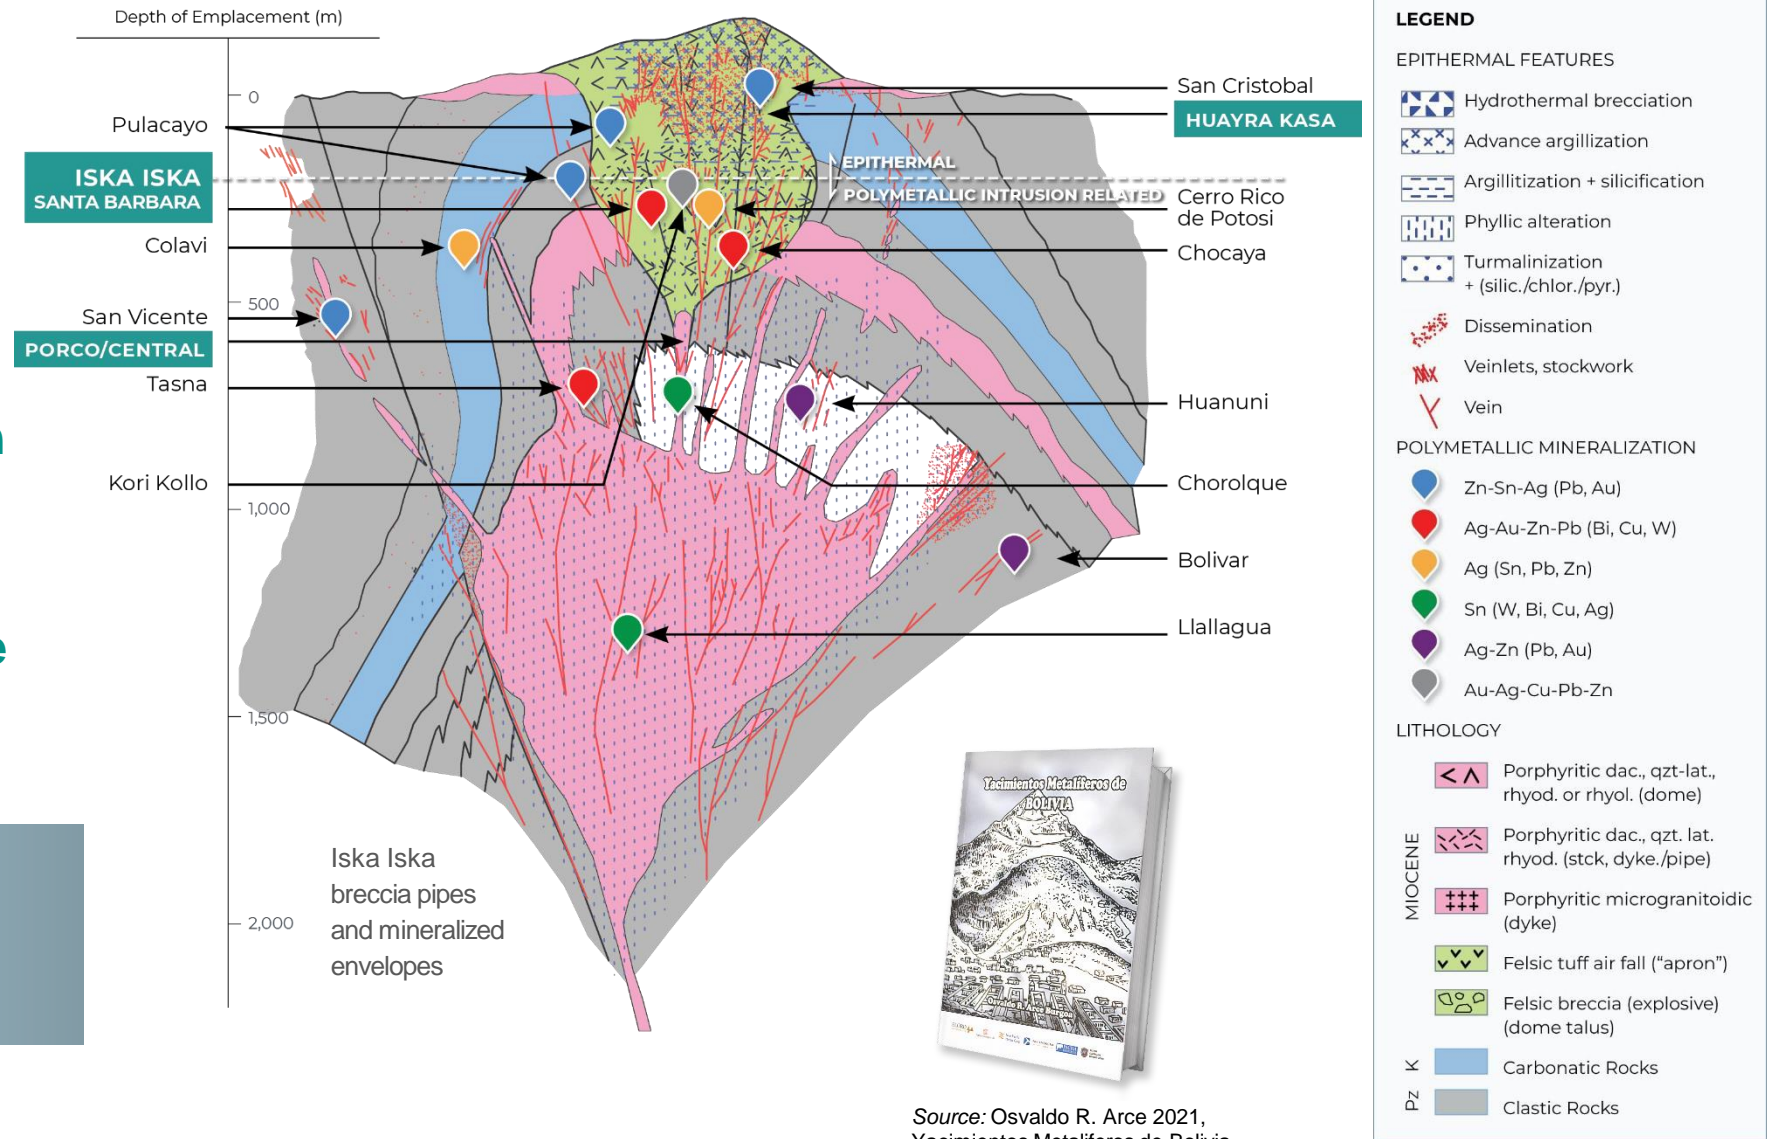 Depth of Emplacement (m)
0
500
1,000
1,500
2,000
Pulacayo
ISKA ISKA
SANTA BARBARA
Colavi
San Vicente
PORCO/CENTRAL
Tasna
Kori Kollo
EPITHERMAL
POLYMETALLIC INTRUSION RELATED
San Cristobal
HUAYRA KASA
Cerro Rico
de Potosi
Chocaya
Huanuni
Chorolque
Bolivar
Llallagua
Iska Iska
breccia pipes
and mineralized
envelopes
Yacimientos Metalíferos de
BOLIVIA
Osvaldo R. Arce Burgoa
Source: Osvaldo R. Arce 2021,
Yacimientos Metaliferos de Bolivia
LEGEND
EPITHERMAL FEATURES
Hydrothermal brecciation
Advance argillization
Argillitization + silicification
Phyllic alteration
Turmalinization
+ (silic./chlor./pyr.)
Dissemination
Veinlets, stockwork
Vein
POLYMETALLIC MINERALIZATION
Zn-Sn-Ag (Pb, Au)
Ag-Au-Zn-Pb (Bi, Cu, W)
Ag (Sn, Pb, Zn)
Sn (W, Bi, Cu, Ag)
Ag-Zn (Pb, Au)
Au-Ag-Cu-Pb-Zn
LITHOLOGY
MIOCENE
Porphyritic dac., qzt-lat.,
rhyod. or rhyol. (dome)
Porphyritic dac., qzt. lat.
rhyod. (stck, dyke./pipe)
Porphyritic microgranitoidic
(dyke)
Felsic tuff air fall (“apron”)
Felsic breccia (explosive)
(dome talus)
K
Carbonatic Rocks
Pz
Clastic Rocks